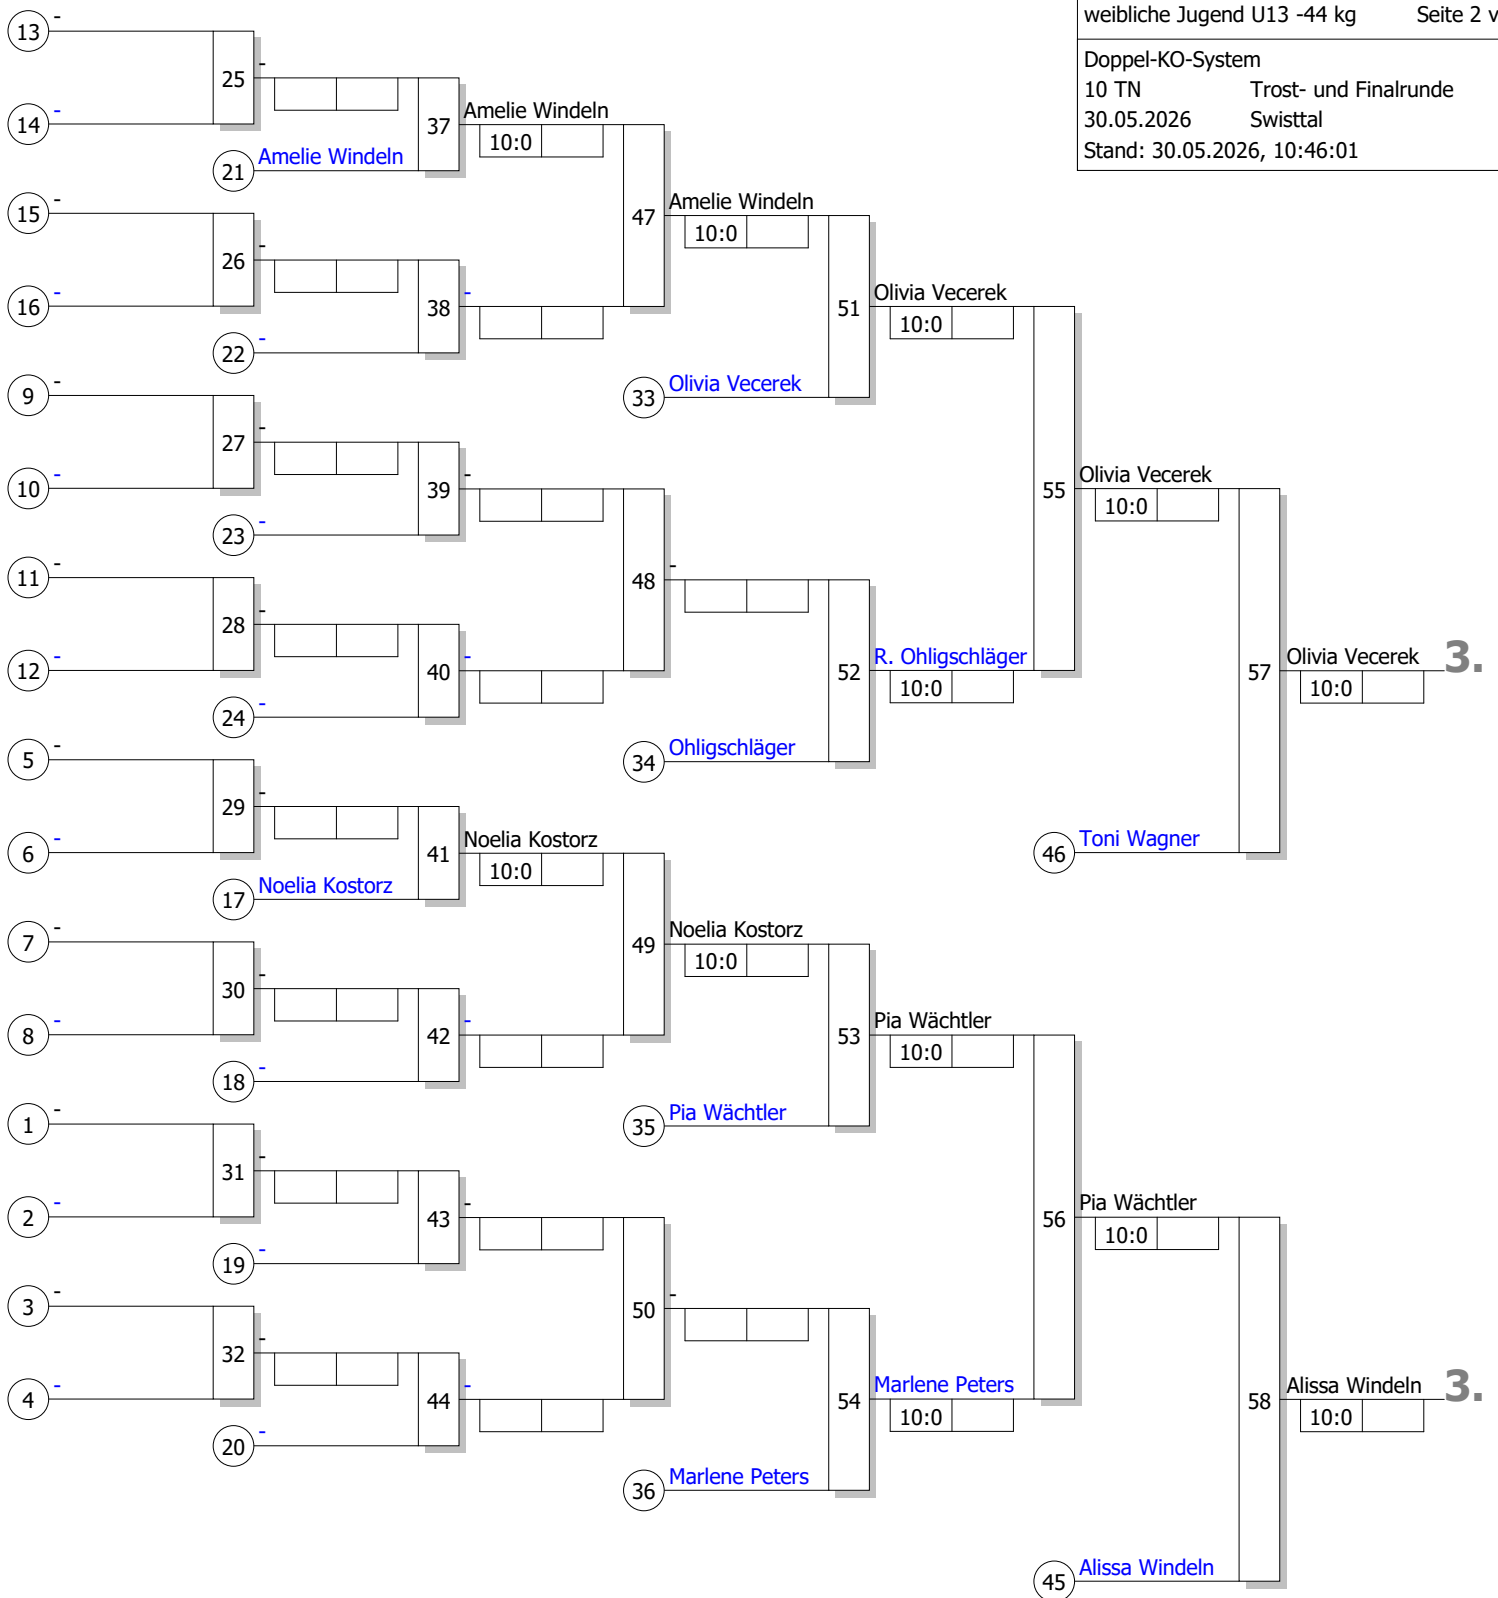 weibliche Jugend U13 -44 kg Seite 2 v
Doppel-KO-System
10 TN Trost- und Finalrunde
30.05.2026 Swisttal
Stand: 30.05.2026, 10:46:01
13 -
25 -
14 -
37 Amelie Windeln
10:0
21 Amelie Windeln
15 -
47 Amelie Windeln
10:0
26 -
16 -
38 -
51 Olivia Vecerek
10:0
22 -
9 -
33 Olivia Vecerek
27 -
10 -
39 -
55 Olivia Vecerek
10:0
23 -
11 -
48 -
28 -
12 -
40 -
52 R. Ohligschläger
10:0
57 Olivia Vecerek 3.
10:0
24 -
5 -
34 Ohligschläger
29 -
6 -
41 Noelia Kostorz
10:0
46 Toni Wagner
17 Noelia Kostorz
7 -
49 Noelia Kostorz
10:0
30 -
8 -
42 -
53 Pia Wächtler
10:0
18 -
1 -
35 Pia Wächtler
31 -
2 -
43 -
56 Pia Wächtler
10:0
19 -
3 -
50 -
32 -
4 -
44 -
54 Marlene Peters
10:0
58 Alissa Windeln 3.
10:0
20 -
36 Marlene Peters
45 Alissa Windeln